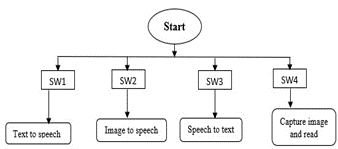 Start
SW1
SW2
SW3
SW4
Text to speech
Image to speech
Speech to text
Capture image
and read